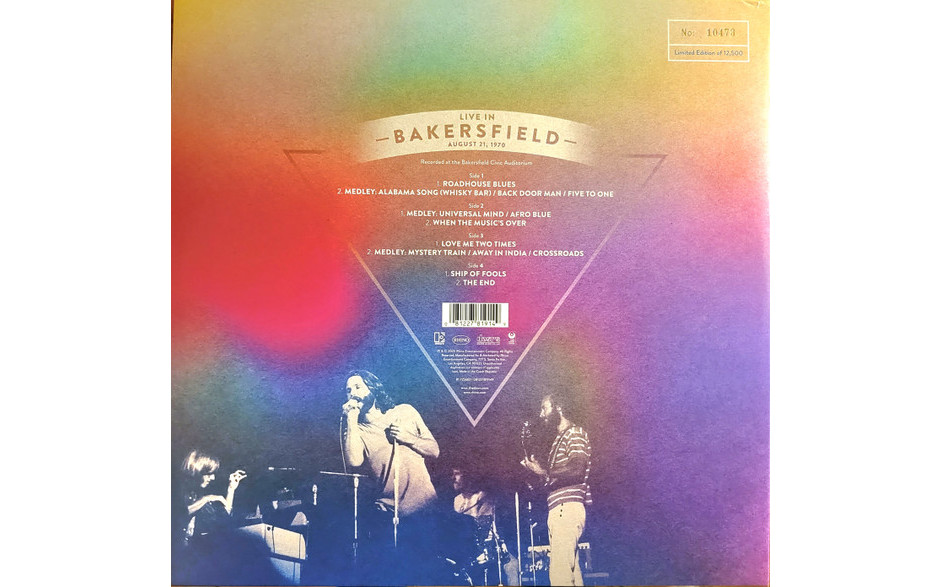 No: 10473
Limited Edition of 12,500
LIVE IN
BAKERSFIELD
AUGUST 21, 1970
Recorded at the Bakersfield Civic Auditorium
Side 1
1. ROADHOUSE BLUES
2. MEDLEY: ALABAMA SONG (WHISKY BAR) / BACK DOOR MAN / FIVE TO ONE
Side 2
1. MEDLEY: UNIVERSAL MIND / AFRO BLUE
2. WHEN THE MUSIC'S OVER
Side 3
1. LOVE ME TWO TIMES
2. MEDLEY: MYSTERY TRAIN / AWAY IN INDIA / CROSSROADS
Side 4
1. SHIP OF FOOLS
2. THE END
81227 81914
RHINO